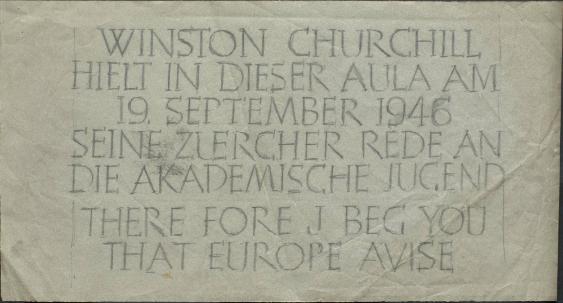 WINSTON CHURCHILL
HIELT IN DIESER AULA AM
19. SEPTEMBER 1946
SEINE ZUERCHER REDE AN
DIE AKADEMISCHE JUGEND
THERE FORE J BEG YOU
THAT EUROPE AVISE